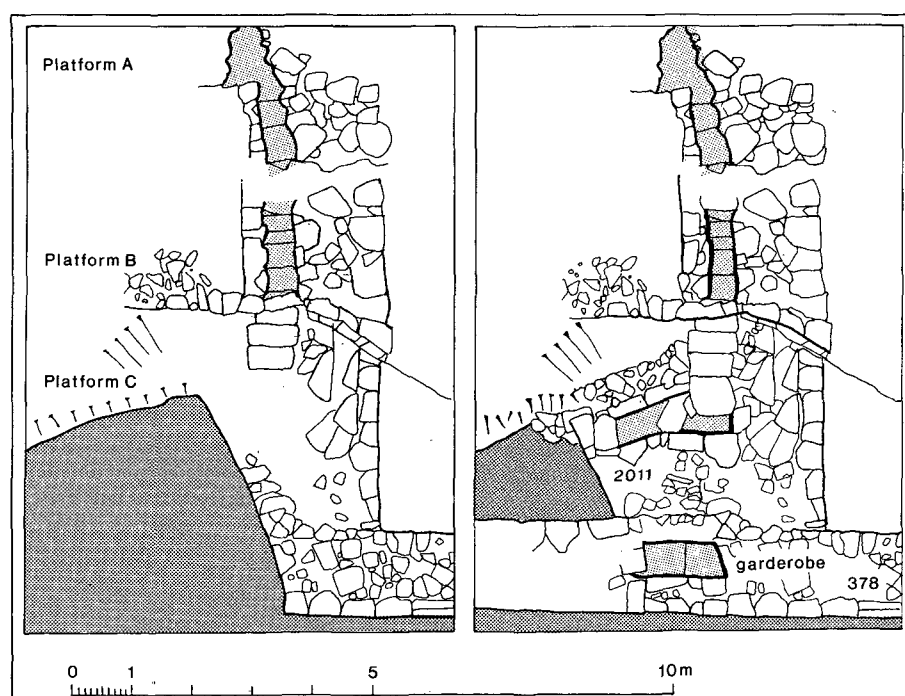 Platform A
Platform B
Platform C
2011
garderobe
378
0 1 5 10m